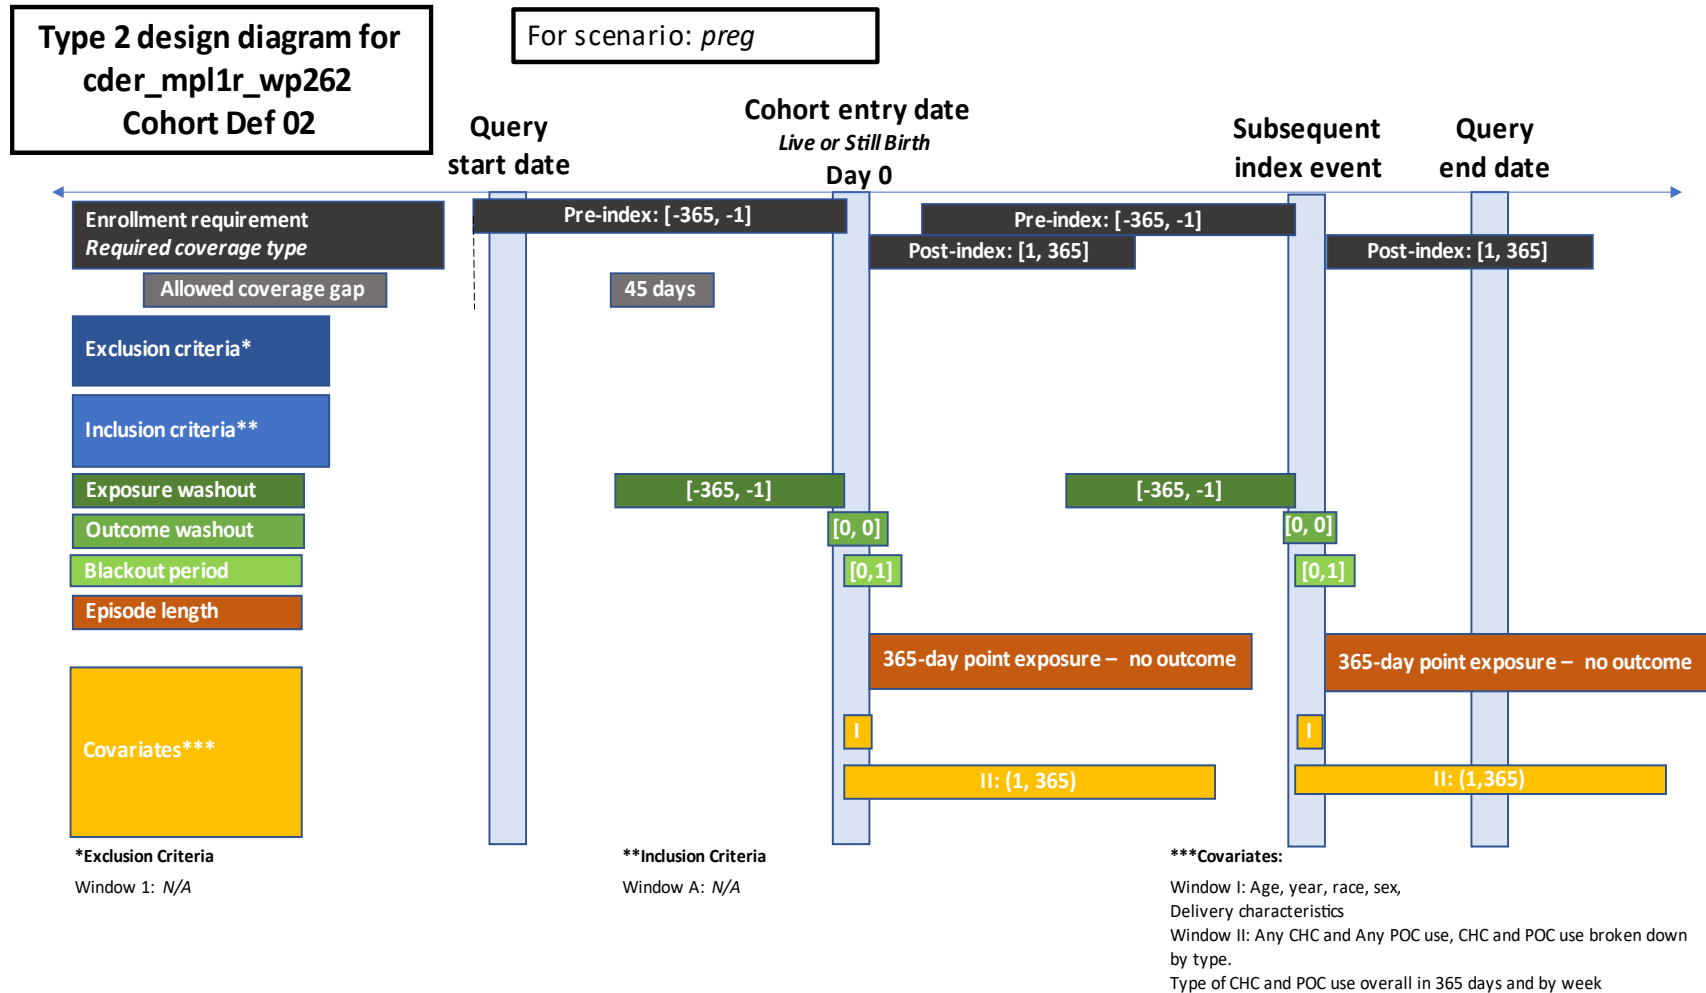 Type 2 design diagram for
cder_mpl1r_wp262
Cohort Def 02
For scenario: preg
Query
start date
Cohort entry date
Live or Still Birth
Day 0
Subsequent
index event
Query
end date
Enrollment requirement
Required coverage type
Pre-index: [-365, -1]
Pre-index: [-365, -1]
Post-index: [1, 365]
Post-index: [1, 365]
Allowed coverage gap
45 days
Exclusion criteria*
Inclusion criteria**
Exposure washout
[-365, -1]
[-365, -1]
Outcome washout
[0, 0]
[0, 0]
Blackout period
[0,1]
[0,1]
Episode length
365-day point exposure – no outcome
365-day point exposure – no outcome
Covariates***
I
I
II: (1, 365)
II: (1,365)
*Exclusion Criteria
Window 1: N/A
**Inclusion Criteria
Window A: N/A
***Covariates:
Window I: Age, year, race, sex,
Delivery characteristics
Window II: Any CHC and Any POC use, CHC and POC use broken down
by type.
Type of CHC and POC use overall in 365 days and by week